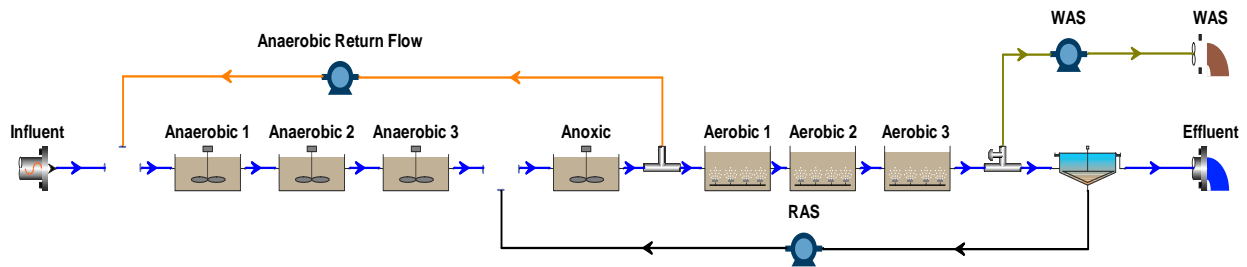 WAS
WAS
Anaerobic Return Flow
Influent
Anaerobic 1
Anaerobic 2
Anaerobic 3
Anoxic
Aerobic 1
Aerobic 2
Aerobic 3
Effluent
RAS